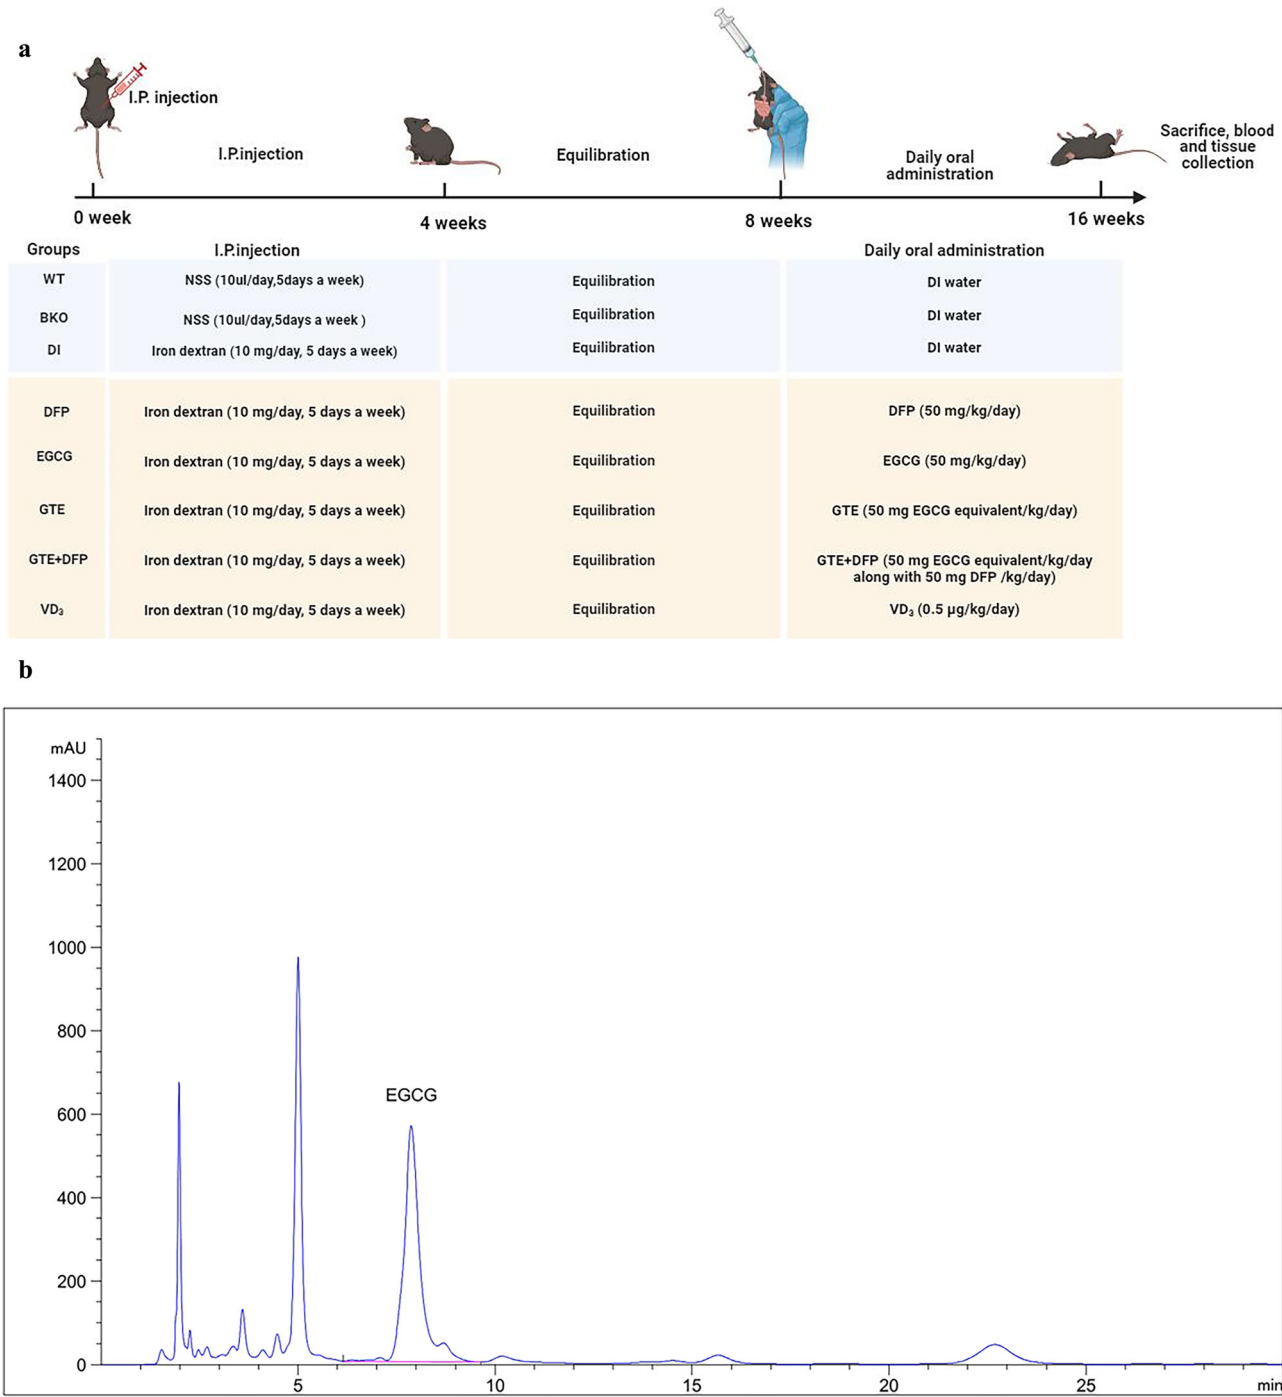 a
I.P. injection
I.P.injection
Equilibration
Daily oral
administration
Sacrifice, blood
and tissue
collection
0 week
4 weeks
8 weeks
16 weeks
Groups
I.P.injection
Daily oral administration
WT
NSS (10ul/day,5days a week)
Equilibration
DI water
BKO
NSS (10ul/day,5days a week )
Equilibration
DI water
DI
Iron dextran (10 mg/day, 5 days a week)
Equilibration
DI water
DFP
Iron dextran (10 mg/day, 5 days a week)
Equilibration
DFP (50 mg/kg/day)
EGCG
Iron dextran (10 mg/day, 5 days a week)
Equilibration
EGCG (50 mg/kg/day)
GTE
Iron dextran (10 mg/day, 5 days a week)
Equilibration
GTE (50 mg EGCG equivalent/kg/day)
GTE+DFP
Iron dextran (10 mg/day, 5 days a week)
Equilibration
GTE+DFP (50 mg EGCG equivalent/kg/day
along with 50 mg DFP /kg/day)
VD₃
Iron dextran (10 mg/day, 5 days a week)
Equilibration
VD₃ (0.5 µg/kg/day)
b
mAU
1400
1200
1000
800
600
400
200
0
EGCG
5
10
15
20
25
min